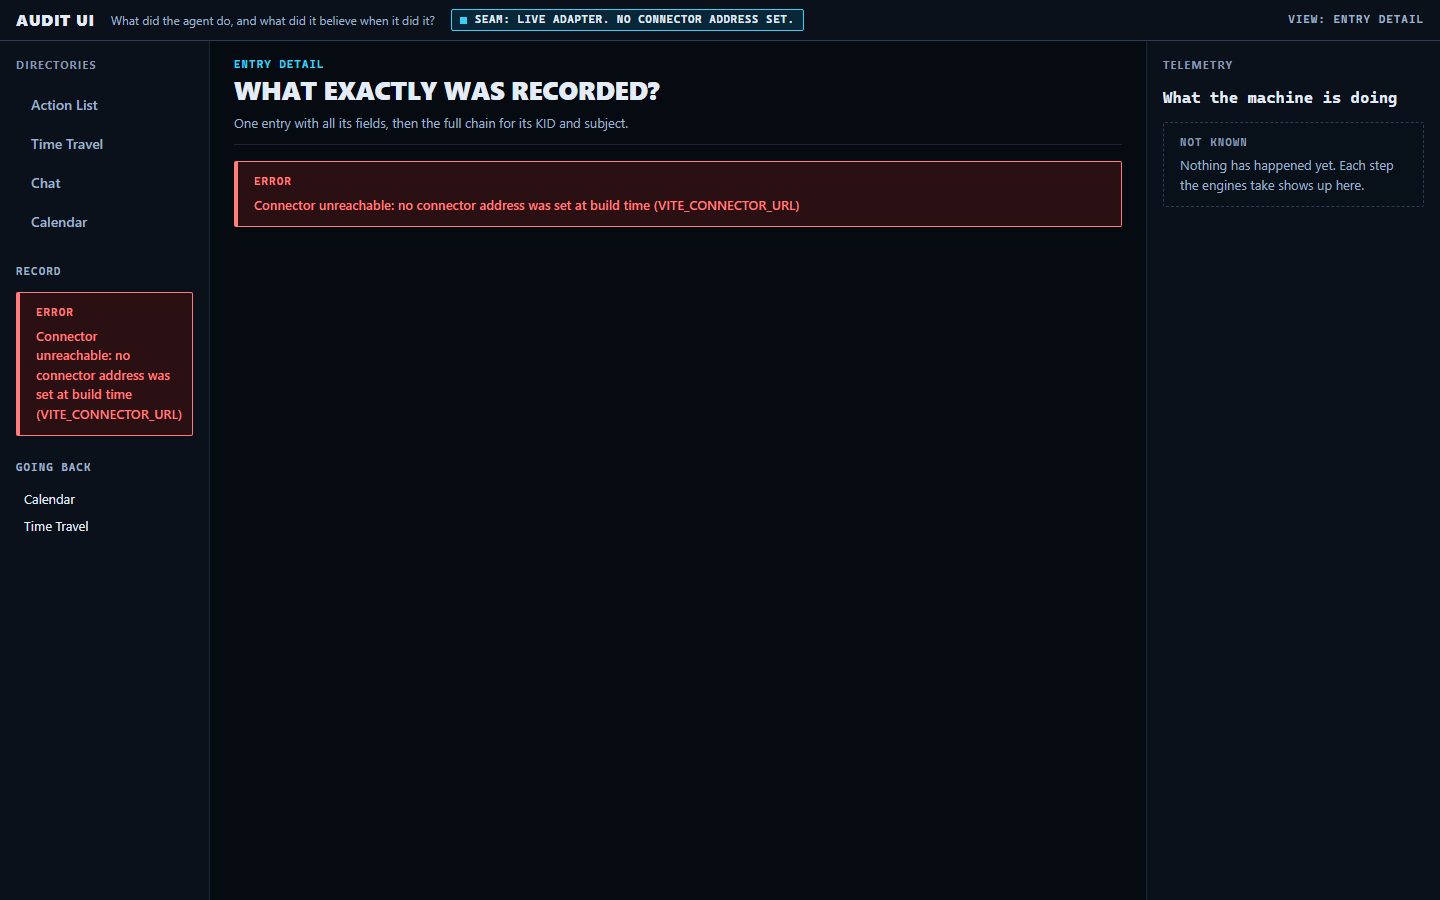 AUDIT UI
What did the agent do, and what did it believe when it did it?
SEAM: LIVE ADAPTER. NO CONNECTOR ADDRESS SET.
VIEW: ENTRY DETAIL
DIRECTORIES
Action List
Time Travel
Chat
Calendar
RECORD
ERROR
Connector
unreachable: no
connector address was
set at build time
(VITE_CONNECTOR_URL)
GOING BACK
Calendar
Time Travel
ENTRY DETAIL
WHAT EXACTLY WAS RECORDED?
One entry with all its fields, then the full chain for its KID and subject.
ERROR
Connector unreachable: no connector address was set at build time (VITE_CONNECTOR_URL)
TELEMETRY
What the machine is doing
NOT KNOWN
Nothing has happened yet. Each step
the engines take shows up here.